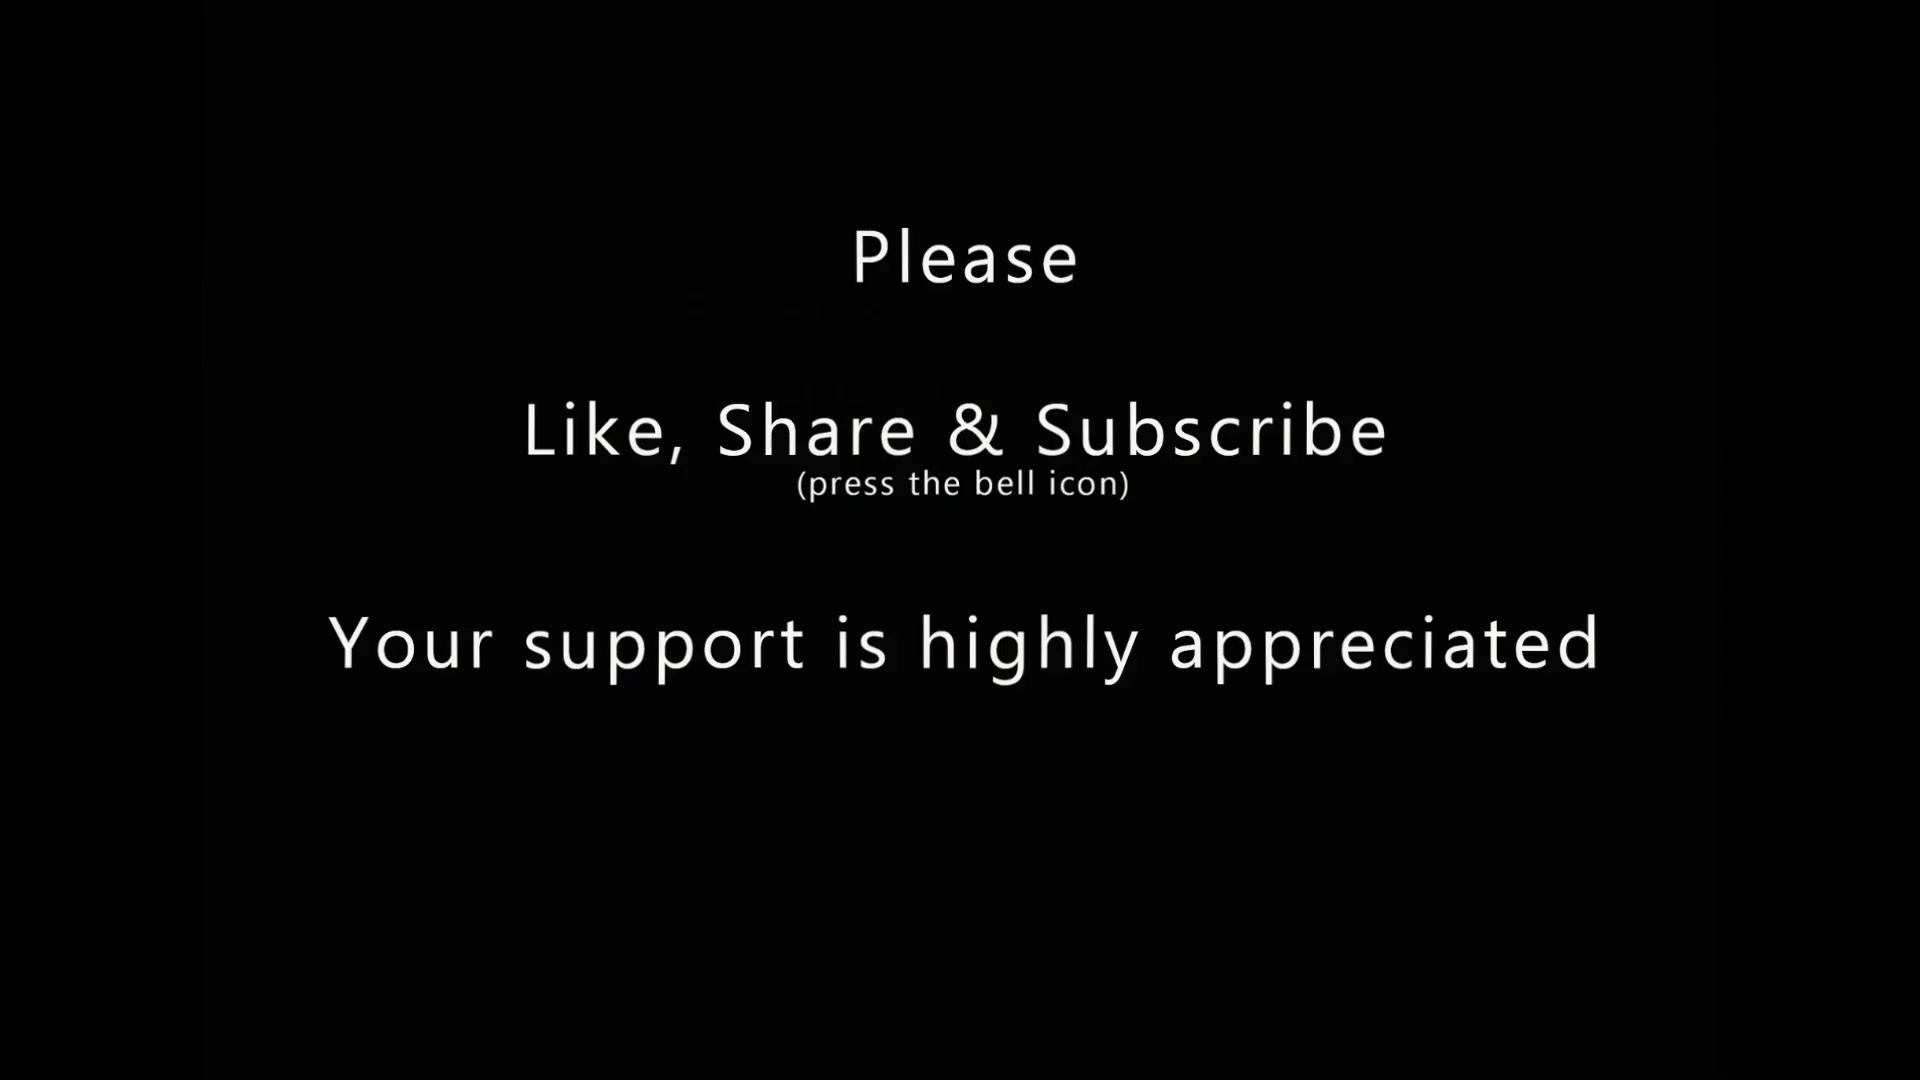 Please
Like, Share & Subscribe
(press the bell icon)
Your support is highly appreciated